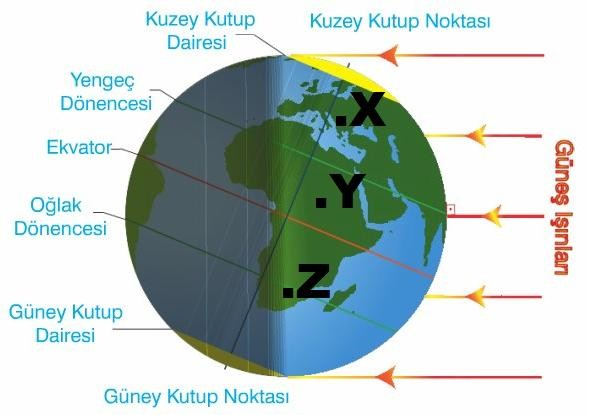 Kuzey Kutup
Dairesi
Kuzey Kutup Noktası
Yengeç
Dönencesi
Ekvator
Oğlak
Dönencesi
Güney Kutup
Dairesi
Güney Kutup Noktası
.X
.Y
.Z
Güneş Işınları